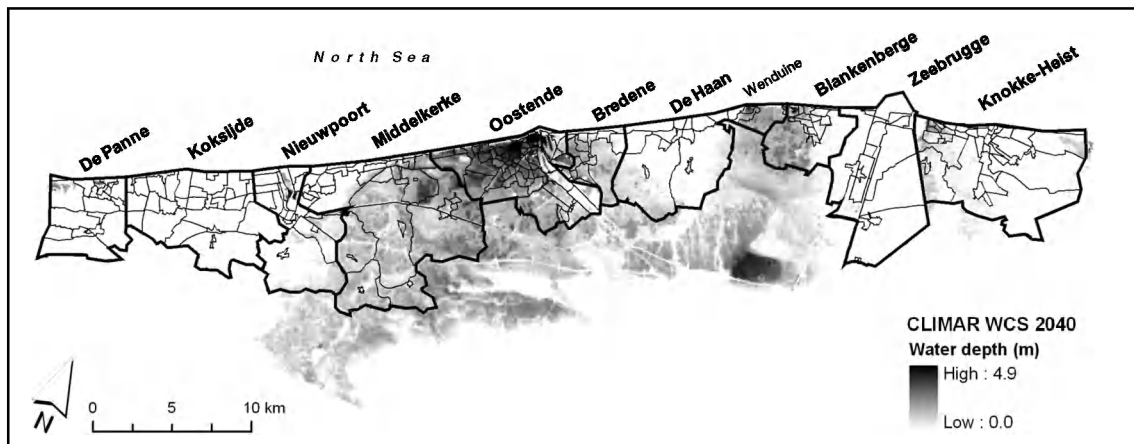 North Sea
De Panne
Koksijde
Nieuwpoort
Middelkerke
Oostende
Bredene
De Haan
Wenduine
Blankenberge
Zeebrugge
Knokke-Heist
CLIMAR WCS 2040
Water depth (m)
High : 4.9
Low : 0.0
N
0 5 10 km